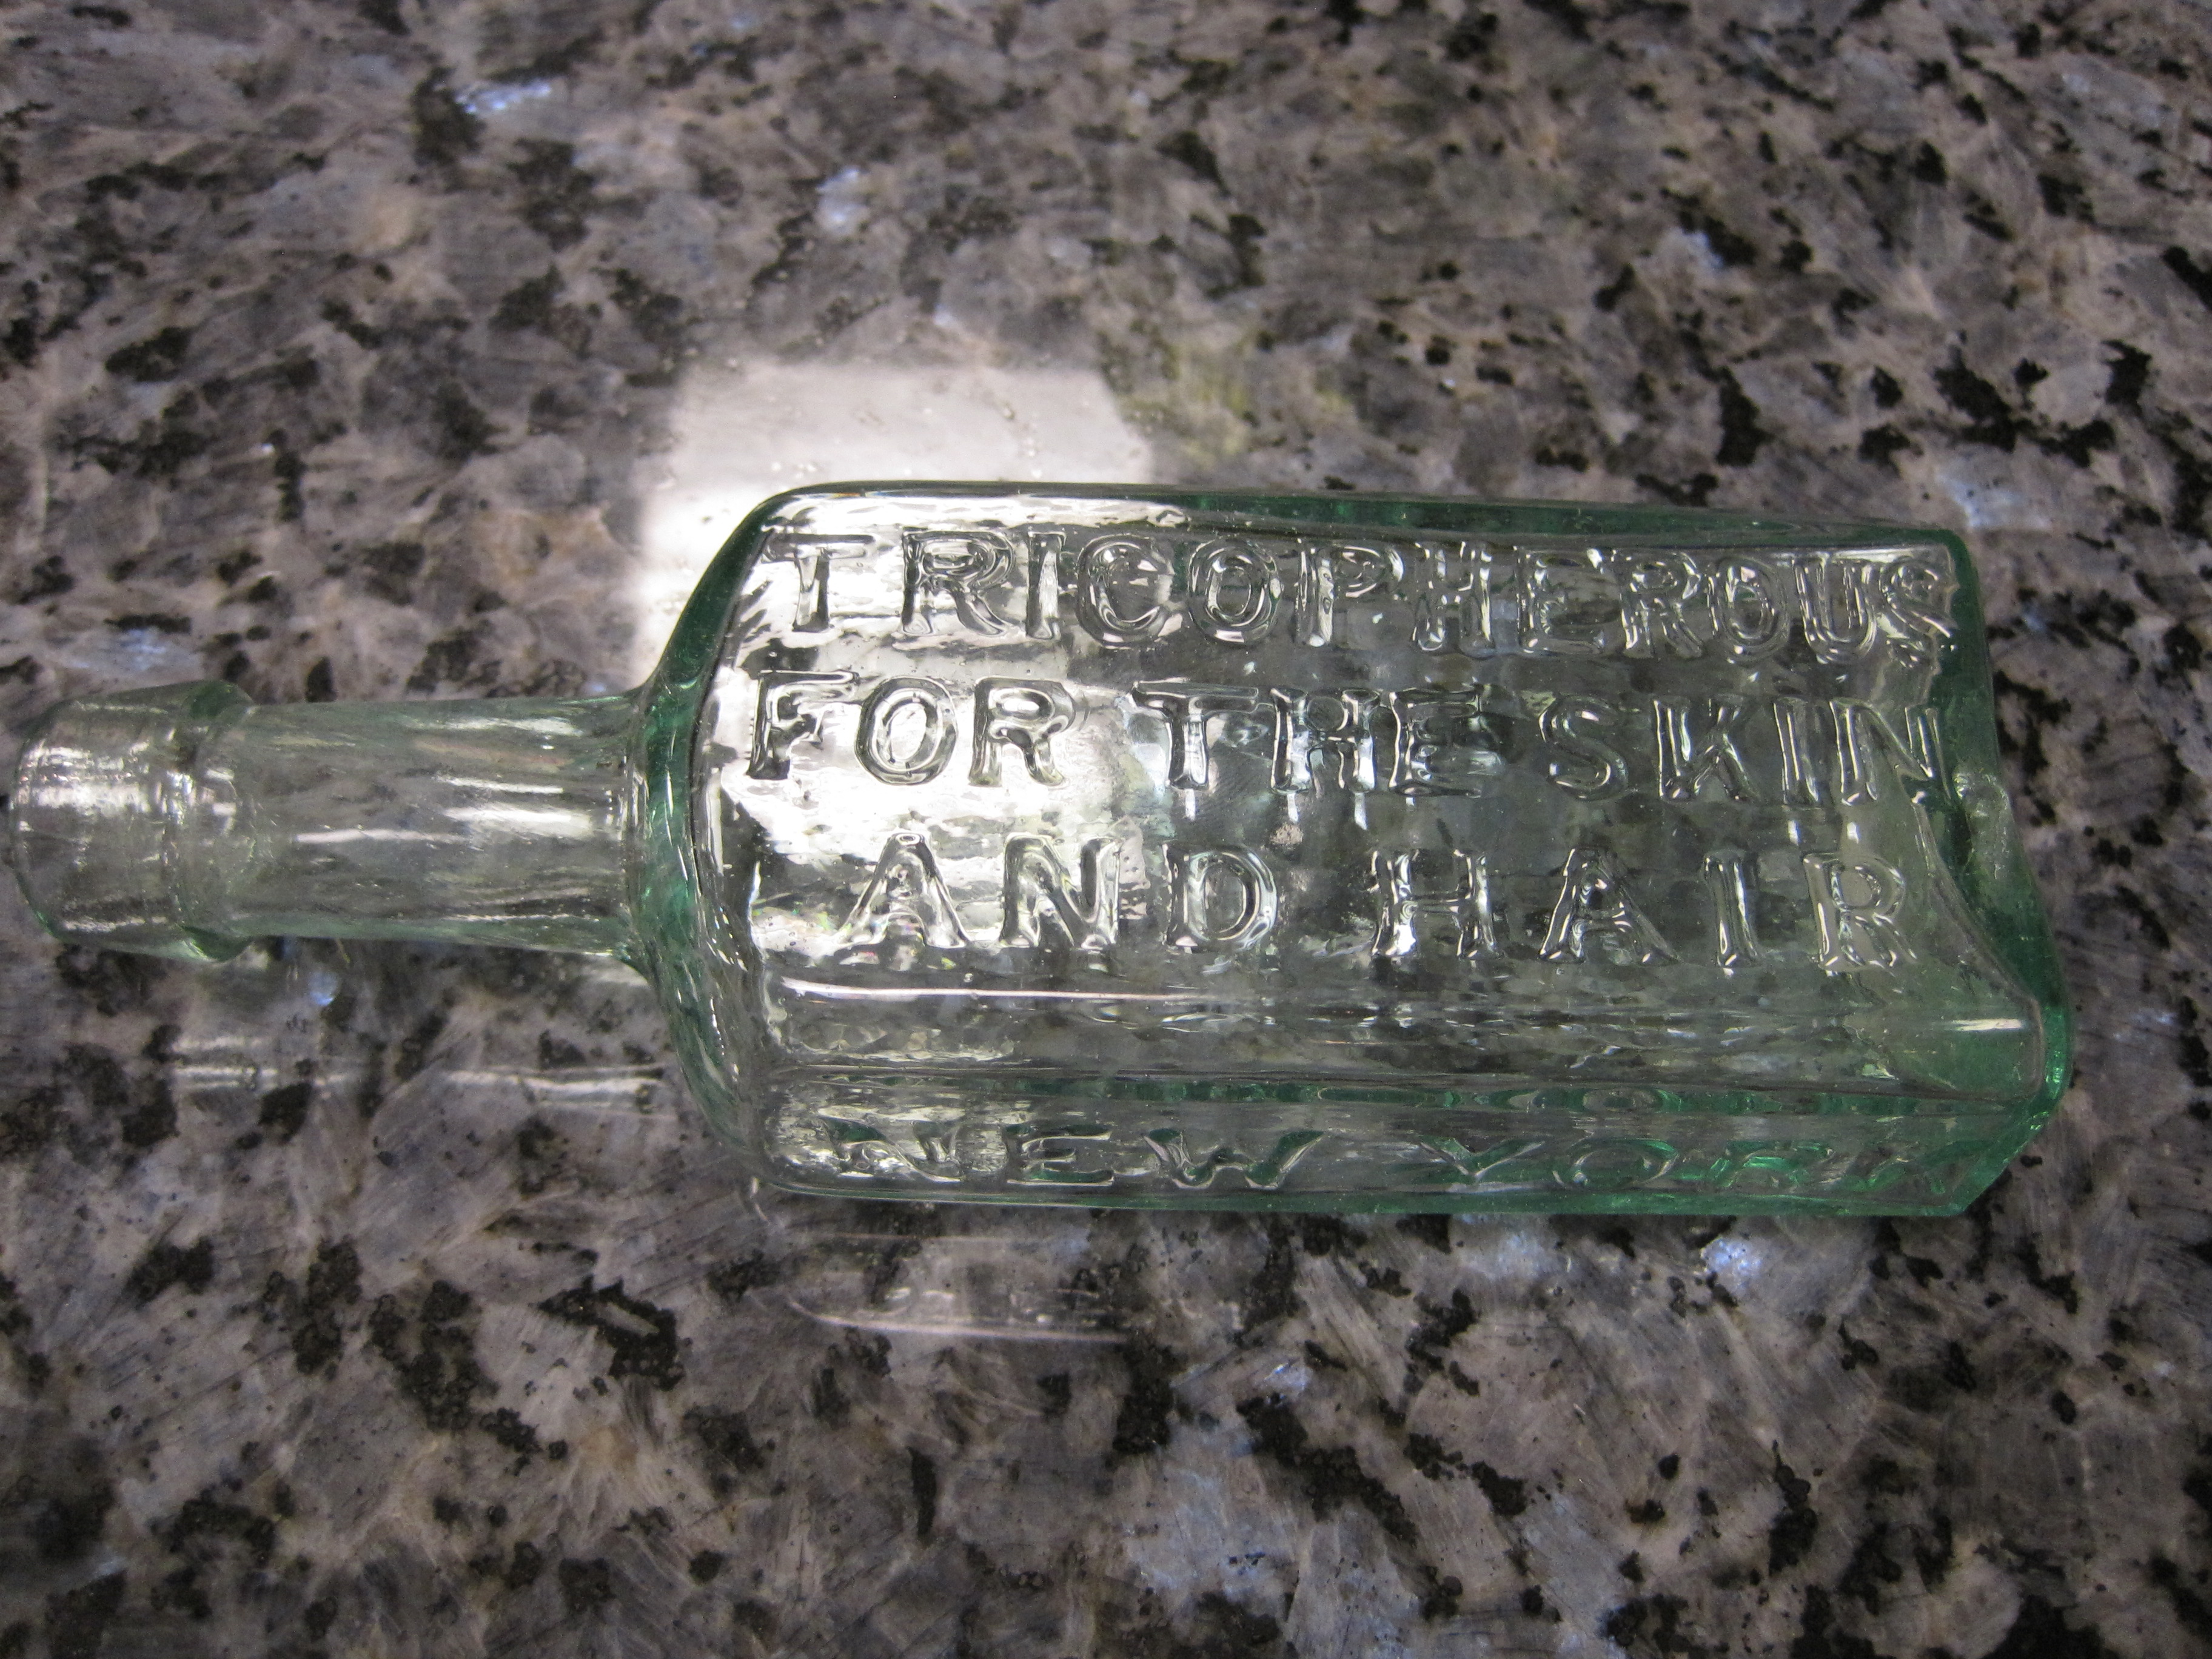 TRICOPHEROUS
FOR THE SKIN
AND HAIR
NEW YORK